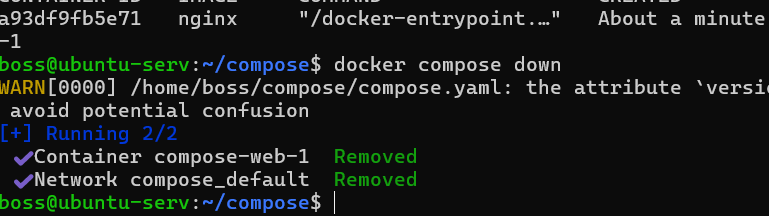 a93df9fb5e71   nginx     "/docker-entrypoint.…"   About a minute
-1
boss@ubuntu-serv:~/compose$ docker compose down
WARN[0000] /home/boss/compose/compose.yaml: the attribute `versi
 avoid potential confusion
[+] Running 2/2
 ✔Container compose-web-1  Removed
 ✔Network compose_default  Removed
boss@ubuntu-serv:~/compose$